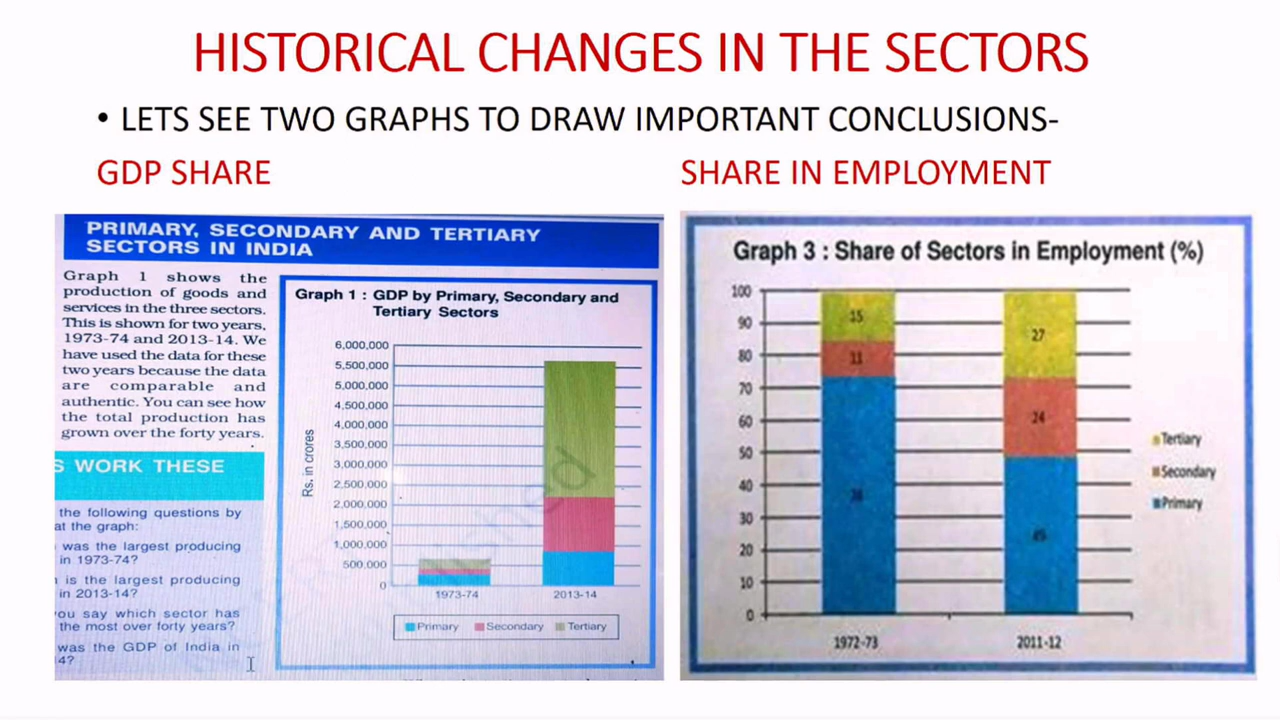 HISTORICAL CHANGES IN THE SECTORS
• LETS SEE TWO GRAPHS TO DRAW IMPORTANT CONCLUSIONS-
GDP SHARE
SHARE IN EMPLOYMENT
PRIMARY, SECONDARY AND TERTIARY
SECTORS IN INDIA
Graph 1 shows the
production of goods and
services in the three sectors.
This is shown for two years,
1973-74 and 2013-14. We
have used the data for these
two years because the data
are comparable and
authentic. You can see how
the total production has
grown over the forty years.
S WORK THESE
the following questions by
at the graph:
was the largest producing
in 1973-74?
is the largest producing
in 2013-14?
ou say which sector has
the most over forty years?
was the GDP of India in
4?
Graph 1 : GDP by Primary, Secondary and
Tertiary Sectors
Rs. in crores
6,000,000
5,500,000
5,000,000
4,500,000
4,000,000
3,500,000
3,000,000
2,500,000
2,000,000
1,500,000
1,000,000
500,000
0
1973-74 2013-14
Primary Secondary Tertiary
Graph 3 : Share of Sectors in Employment (%)
100
90
80
70
60
50
40
30
20
10
0
15
11
27
24
Tertiary
Secondary
Primary
1972-73 2011-12